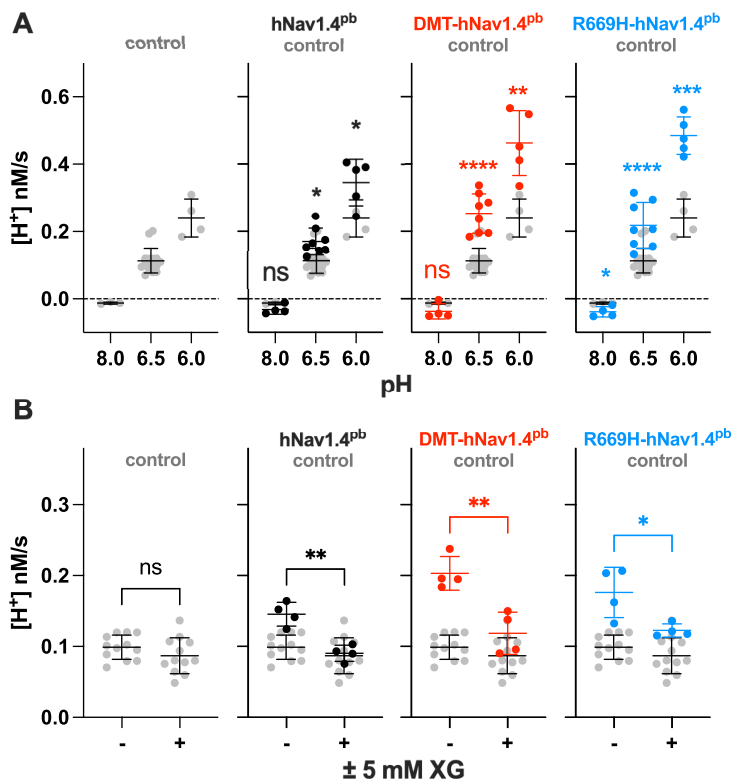 A
control
hNav1.4pb
control
DMT-hNav1.4pb
control
R669H-hNav1.4pb
control
[H+] nM/s
0.6
0.4
0.2
0.0
ns
*
*
ns
****
**
*
****
***
8.0 6.5 6.0
8.0 6.5 6.0
8.0 6.5 6.0
8.0 6.5 6.0
pH
B
control
hNav1.4pb
control
DMT-hNav1.4pb
control
R669H-hNav1.4pb
control
[H+] nM/s
0.3
0.2
0.1
0.0
ns
**
**
*
- +
- +
- +
- +
± 5 mM XG